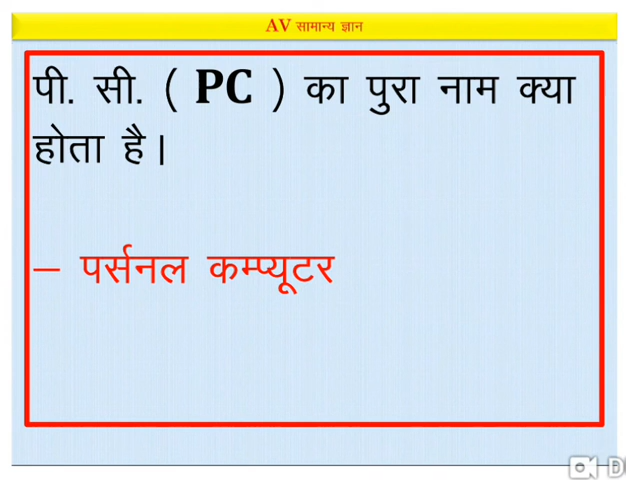 AV सामान्य ज्ञान
पी. सी. ( PC ) का पुरा नाम क्या
होता है।
– पर्सनल कम्प्यूटर
D